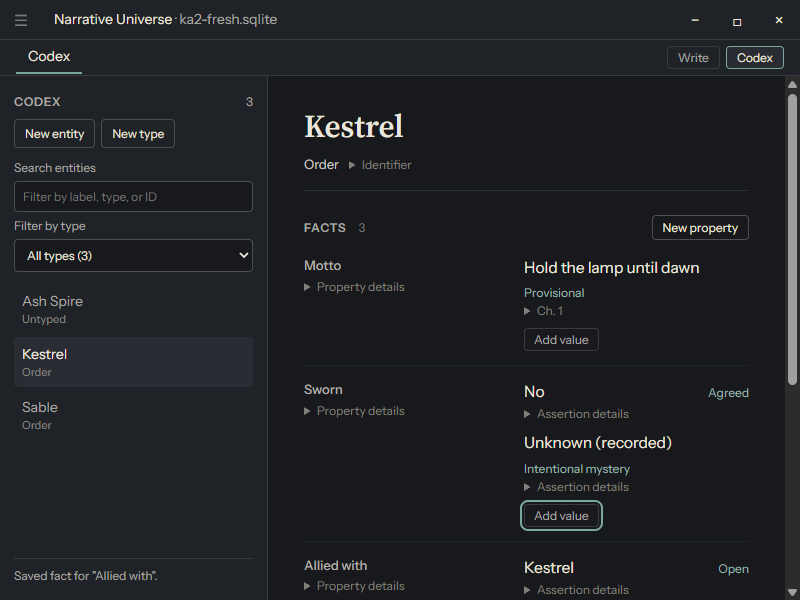 Narrative Universe · ka2-fresh.sqlite
Codex
Write
Codex
CODEX 3
New entity
New type
Search entities
Filter by label, type, or ID
Filter by type
All types (3)
Ash Spire
Untyped
Kestrel
Order
Sable
Order
Saved fact for "Allied with".
Kestrel
Order Identifier
FACTS 3
New property
Motto
Property details
Hold the lamp until dawn
Provisional
Ch. 1
Add value
Sworn
Property details
No Agreed
Assertion details
Unknown (recorded)
Intentional mystery
Assertion details
Add value
Allied with
Property details
Kestrel Open
Assertion details